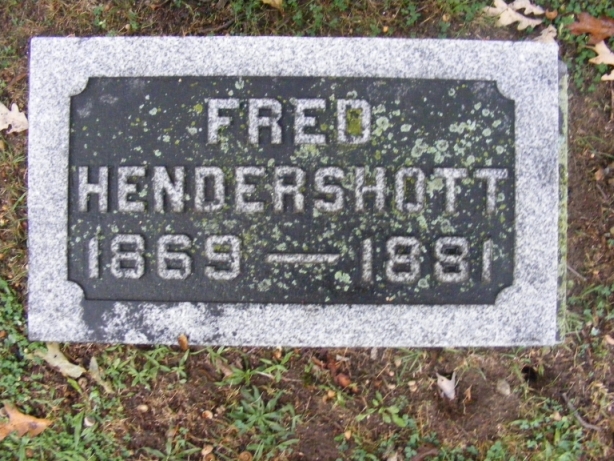 FRED
HENDERSHOTT
1869 — 1881